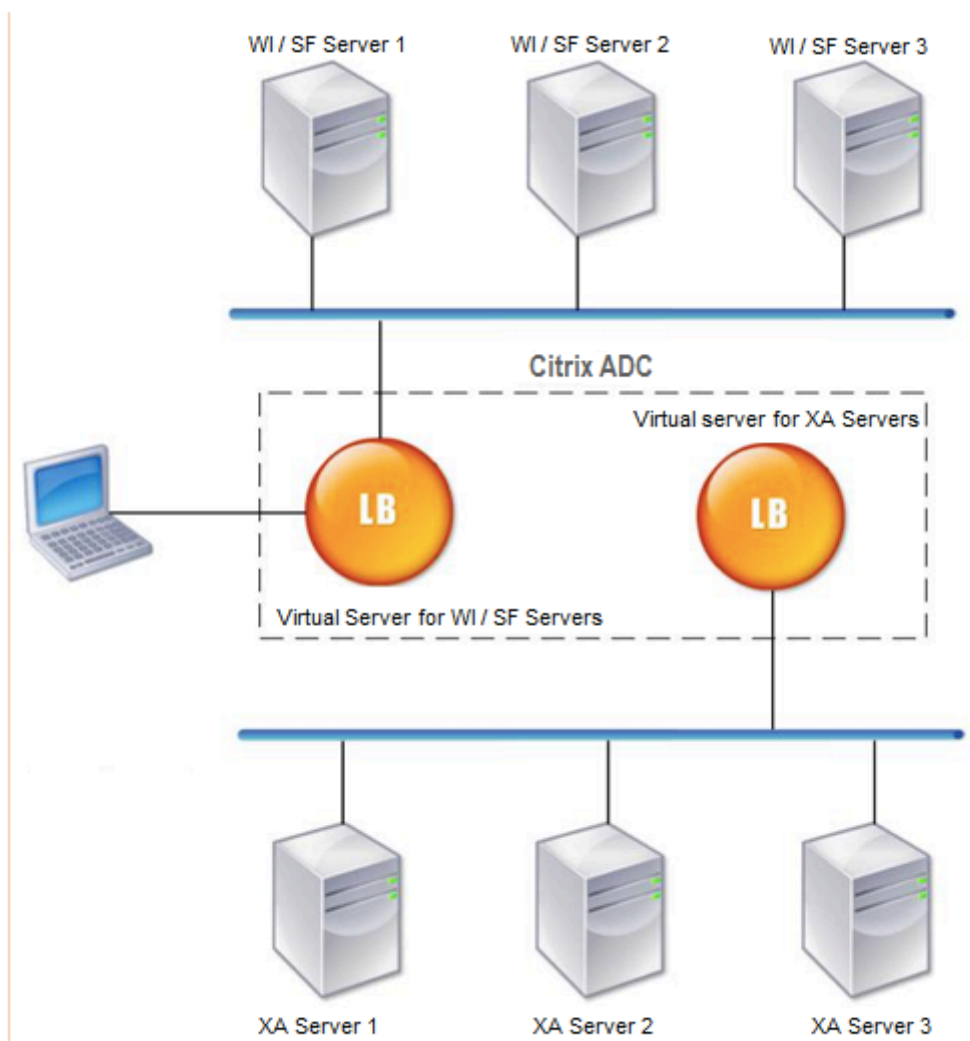 WI / SF Server 1
WI / SF Server 2
WI / SF Server 3
Citrix ADC
Virtual server for XA Servers
LB
LB
Virtual Server for WI / SF Servers
XA Server 1
XA Server 2
XA Server 3